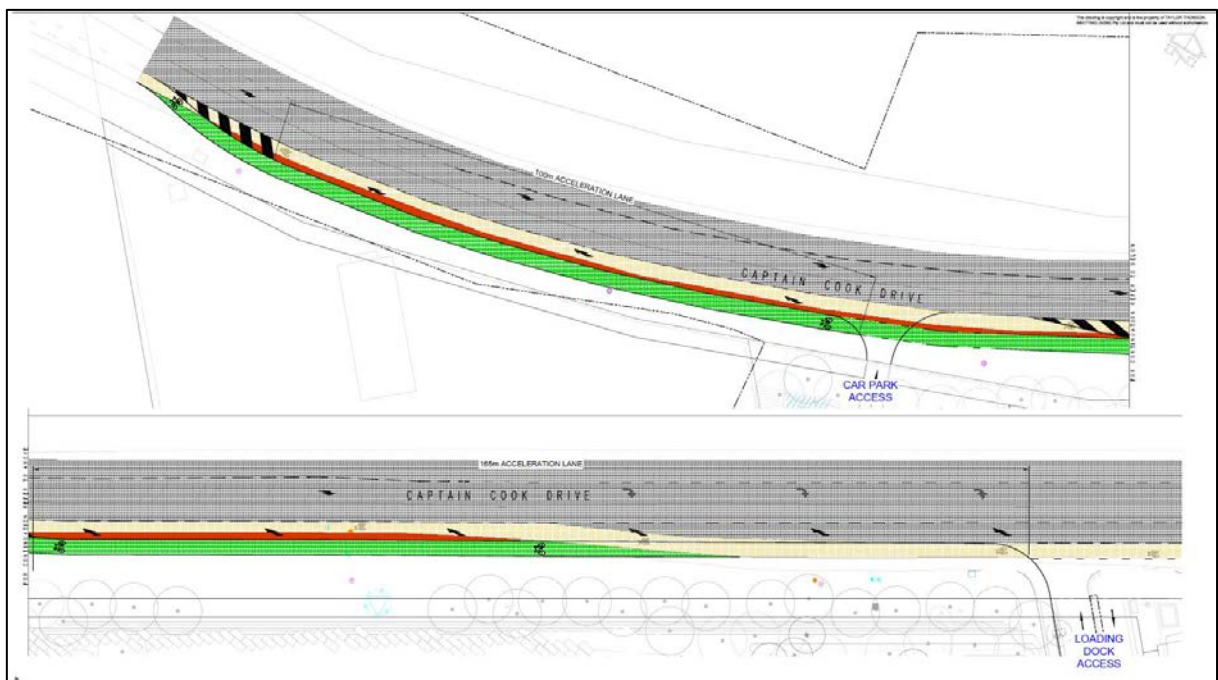 100m ACCELERATION LANE
CAPTAIN COOK DRIVE
CAR PARK
ACCESS
165m ACCELERATION LANE
CAPTAIN COOK DRIVE
LOADING
DOCK
ACCESS